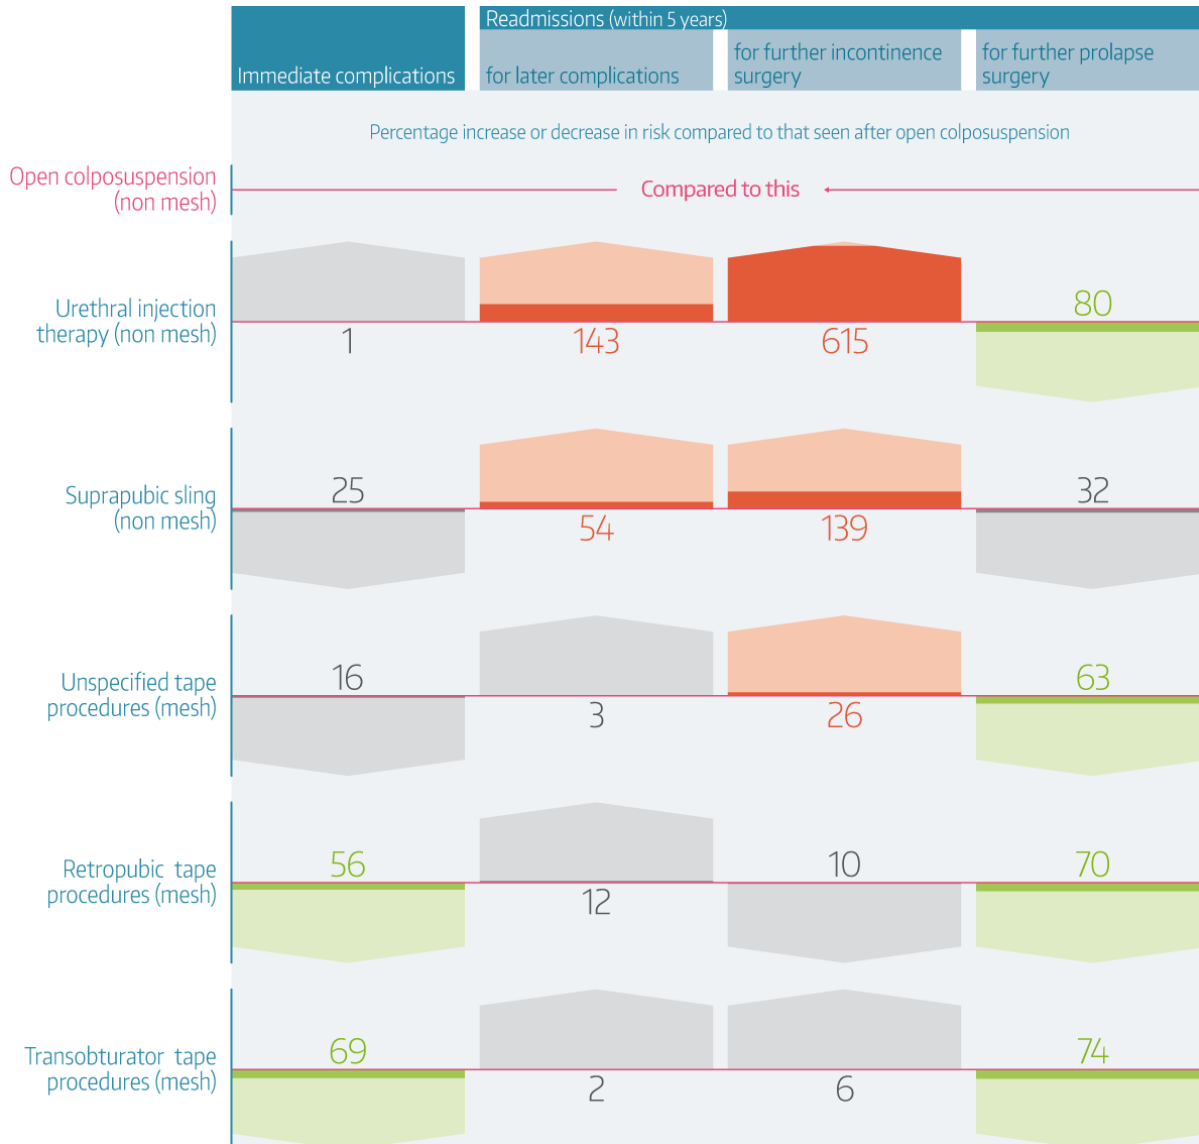 Readmissions (within 5 years)
Immediate complications
for later complications
for further incontinence
surgery
for further prolapse
surgery
Percentage increase or decrease in risk compared to that seen after open colposuspension
Open colposuspension
(non mesh)
Compared to this
Urethral injection
therapy (non mesh)
1
143
615
80
Suprapubic sling
(non mesh)
25
54
139
32
Unspecified tape
procedures (mesh)
16
3
26
63
Retropubic tape
procedures (mesh)
56
12
10
70
Transobturator tape
procedures (mesh)
69
2
6
74